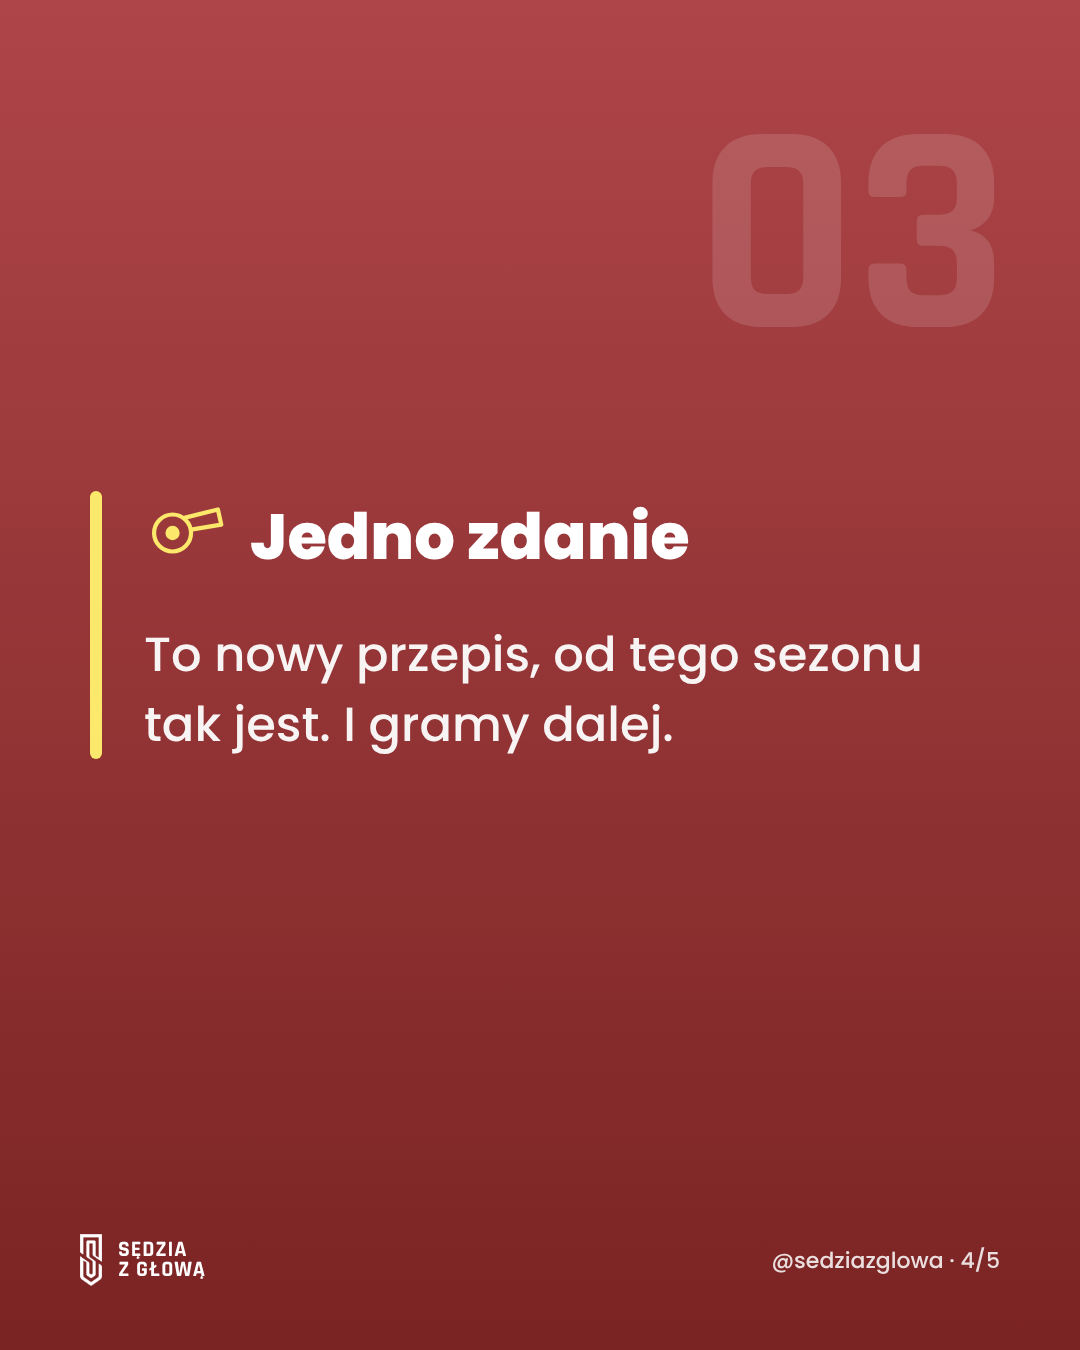 03
Jedno zdanie
To nowy przepis, od tego sezonu
tak jest. I gramy dalej.
SĘDZIA
Z GŁOWĄ
@sedziazglowa · 4/5